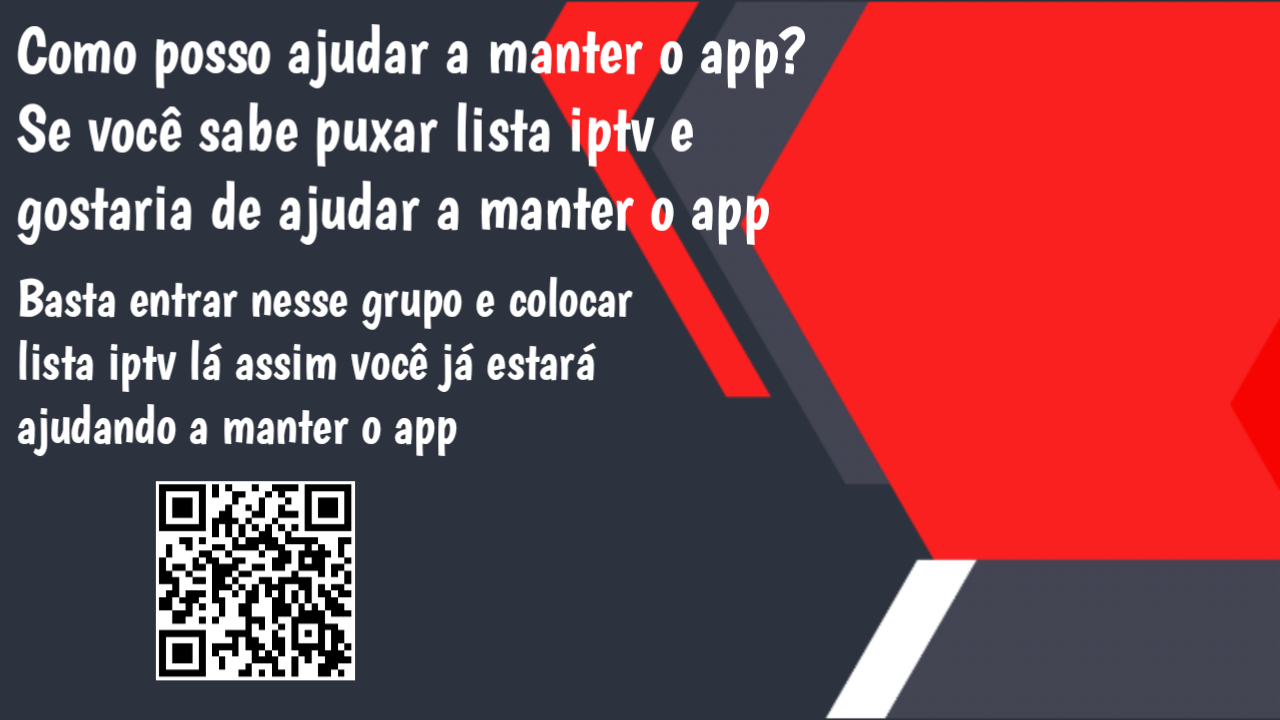 Como posso ajudar a manter o app?
Se você sabe puxar lista iptv e
gostaria de ajudar a manter o app
Basta entrar nesse grupo e colocar
lista iptv lá assim você já estará
ajudando a manter o app